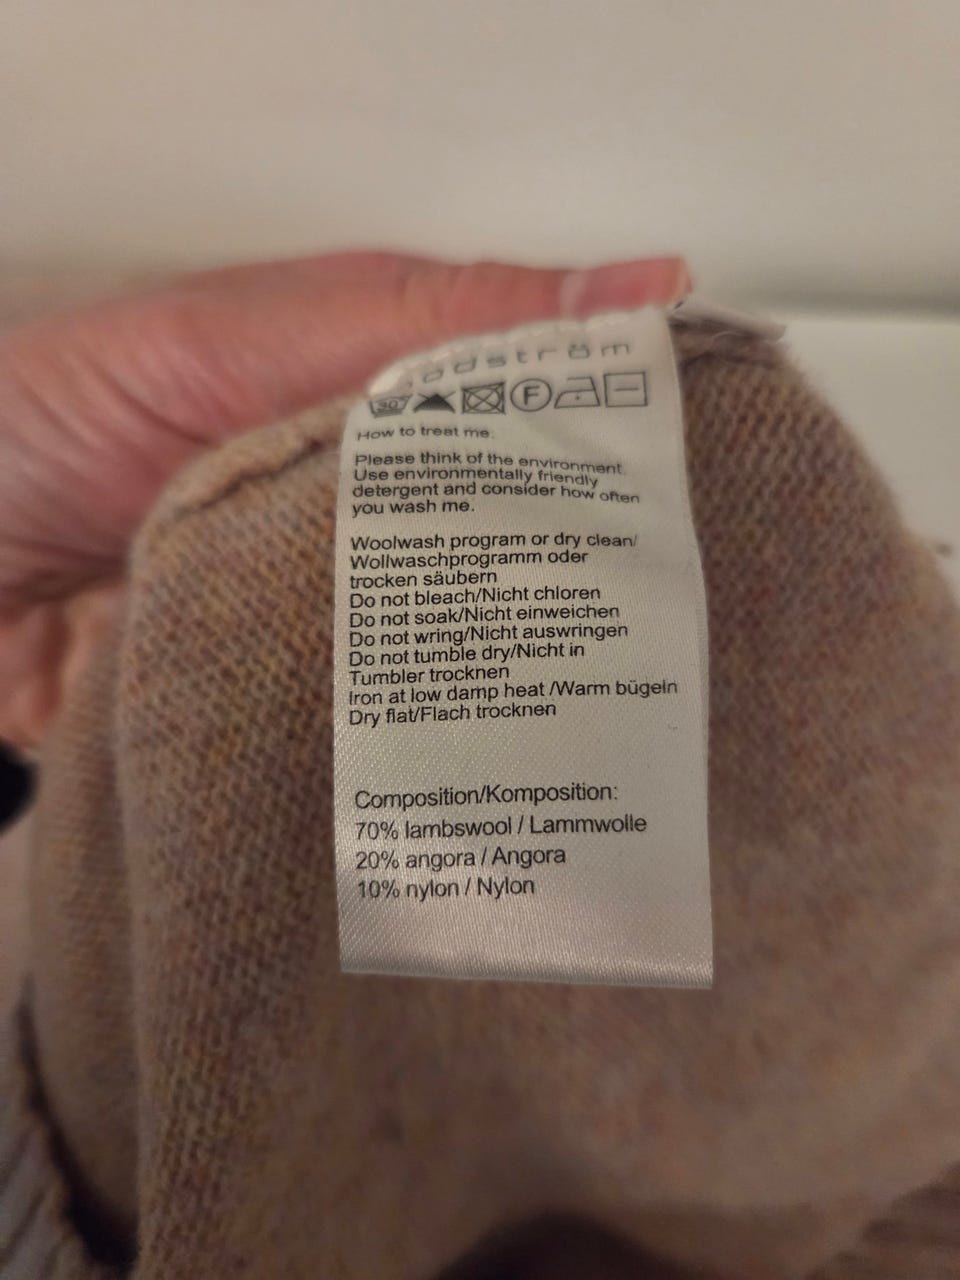 30°
F
How to treat me:
Please think of the environment.
Use environmentally friendly
detergent and consider how often
you wash me.
Woolwash program or dry clean/
Wollwaschprogramm oder
trocken säubern
Do not bleach/Nicht chloren
Do not soak/Nicht einweichen
Do not wring/Nicht auswringen
Do not tumble dry/Nicht in
Tumbler trocknen
Iron at low damp heat /Warm bügeln
Dry flat/Flach trocknen
Composition/Komposition:
70% lambswool / Lammwolle
20% angora / Angora
10% nylon / Nylon